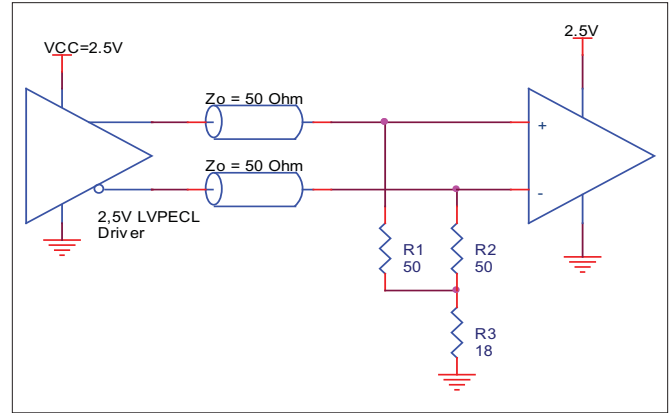 VCC=2.5V
2.5V
Zo = 50 Ohm
+
Zo = 50 Ohm
-
2,5V LVPECL
Driver
R1
50
R2
50
R3
18